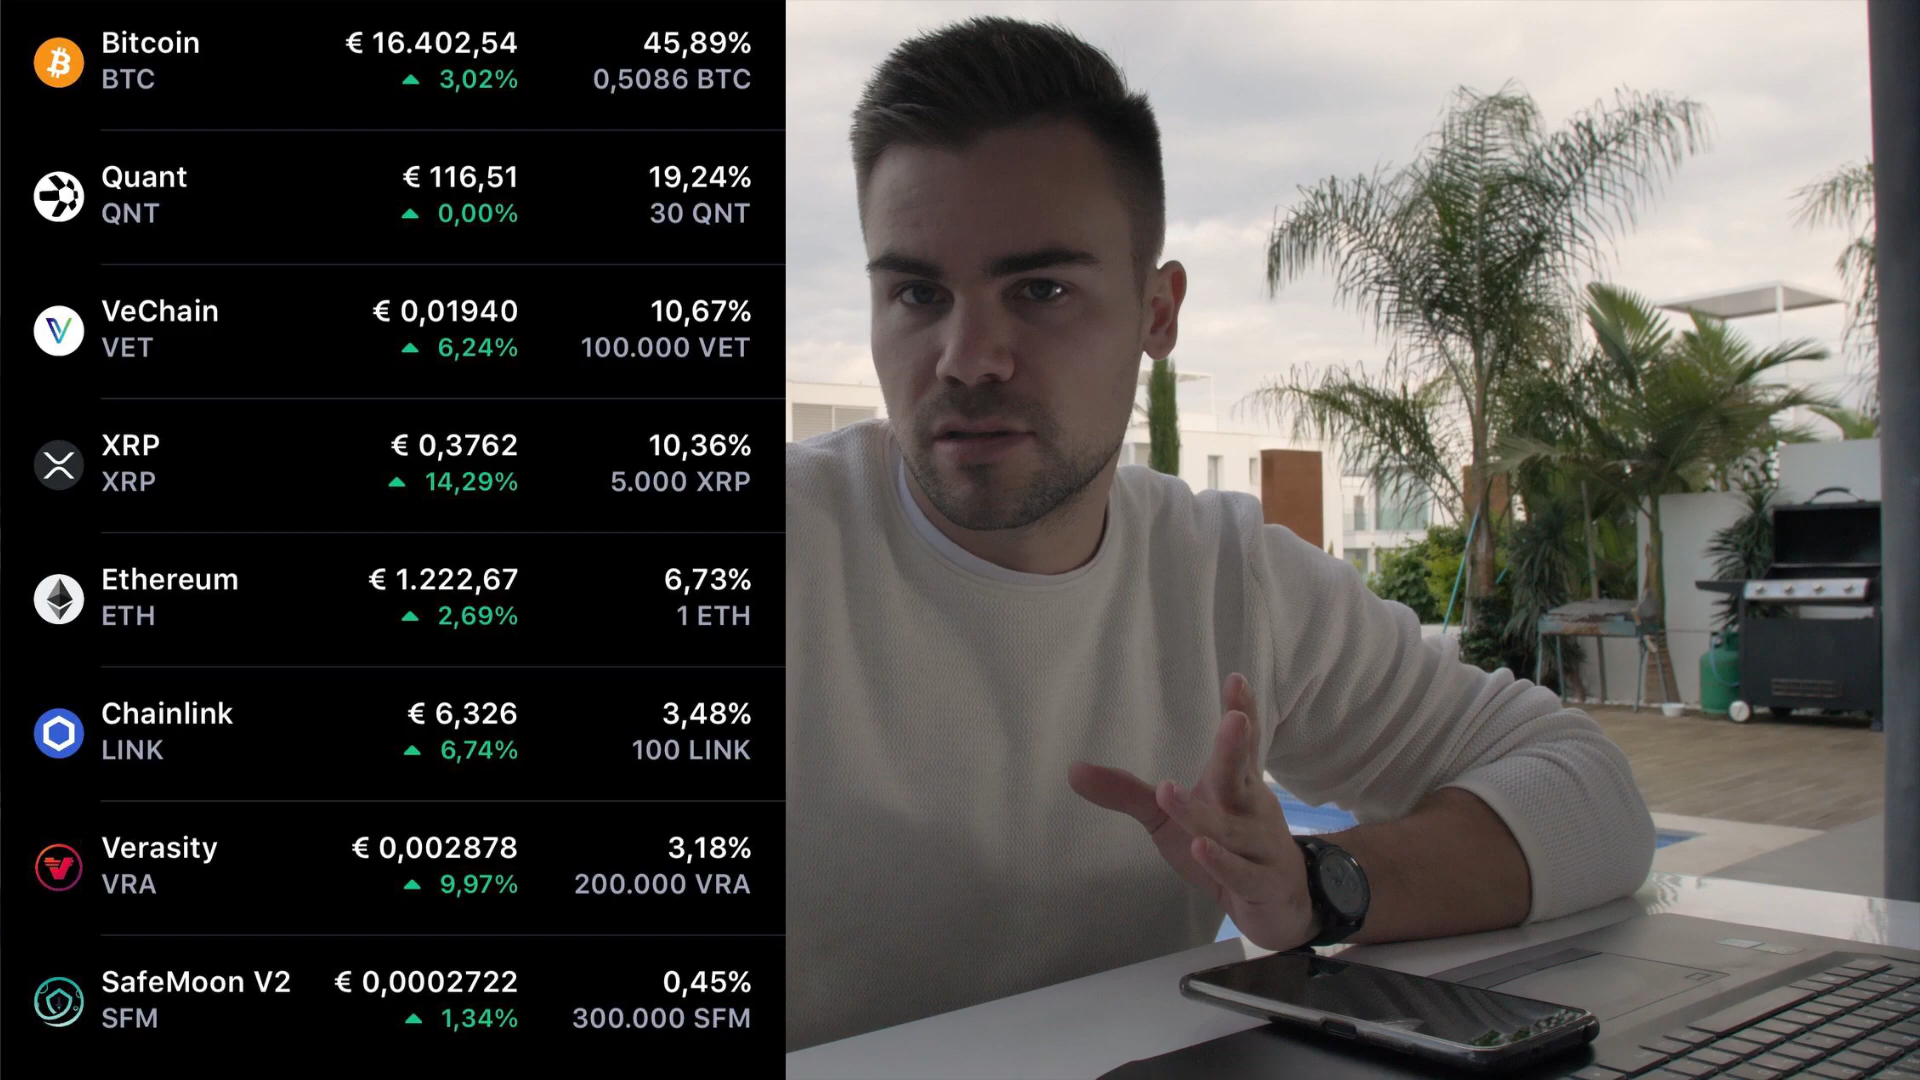 Bitcoin € 16.402,54 45,89%
BTC ▲ 3,02% 0,5086 BTC
Quant € 116,51 19,24%
QNT ▲ 0,00% 30 QNT
VeChain € 0,01940 10,67%
VET ▲ 6,24% 100.000 VET
XRP € 0,3762 10,36%
XRP ▲ 14,29% 5.000 XRP
Ethereum € 1.222,67 6,73%
ETH ▲ 2,69% 1 ETH
Chainlink € 6,326 3,48%
LINK ▲ 6,74% 100 LINK
Verasity € 0,002878 3,18%
VRA ▲ 9,97% 200.000 VRA
SafeMoon V2 € 0,0002722 0,45%
SFM ▲ 1,34% 300.000 SFM